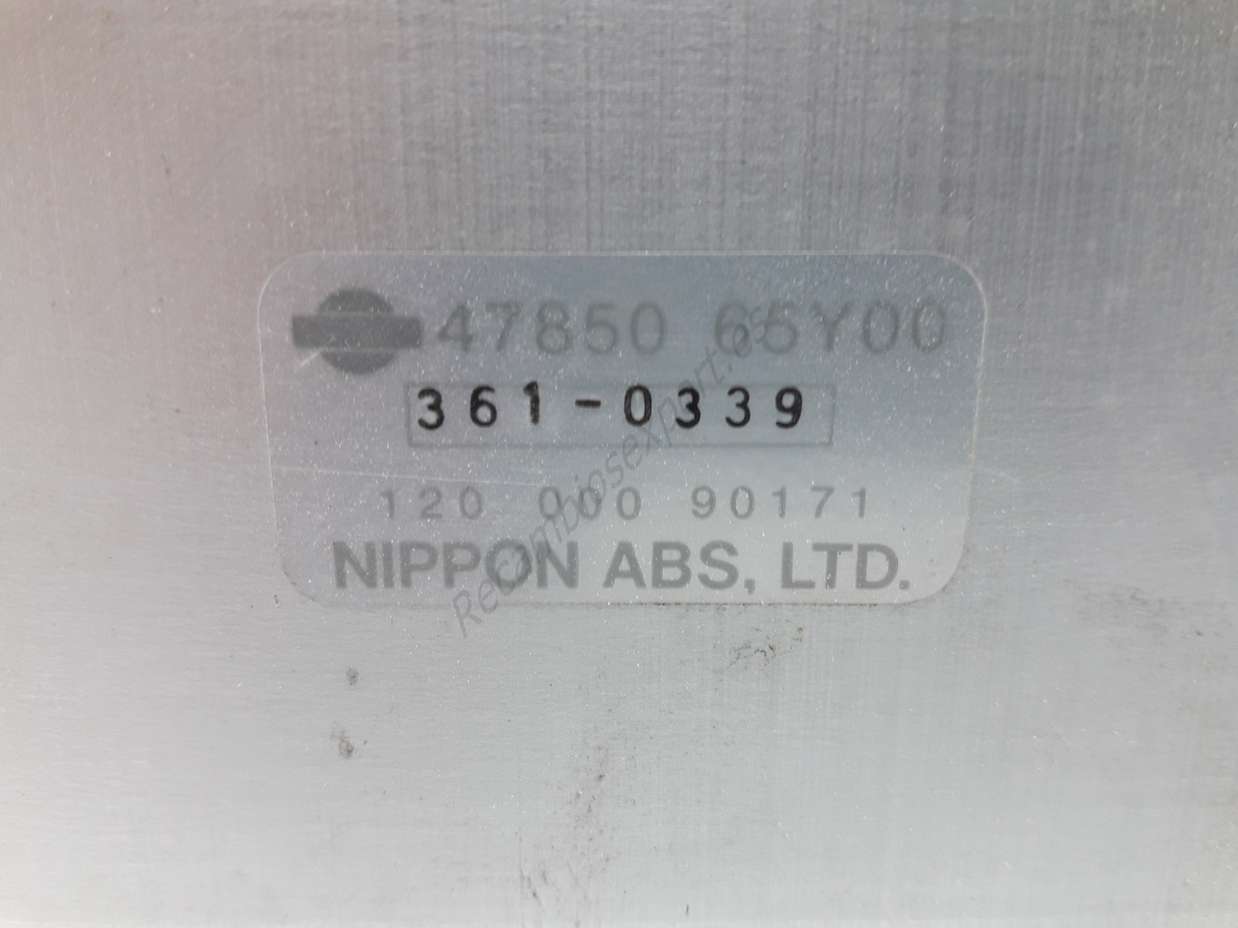 47850 65Y00
361-0339
120 000 90171
NIPPON ABS, LTD.